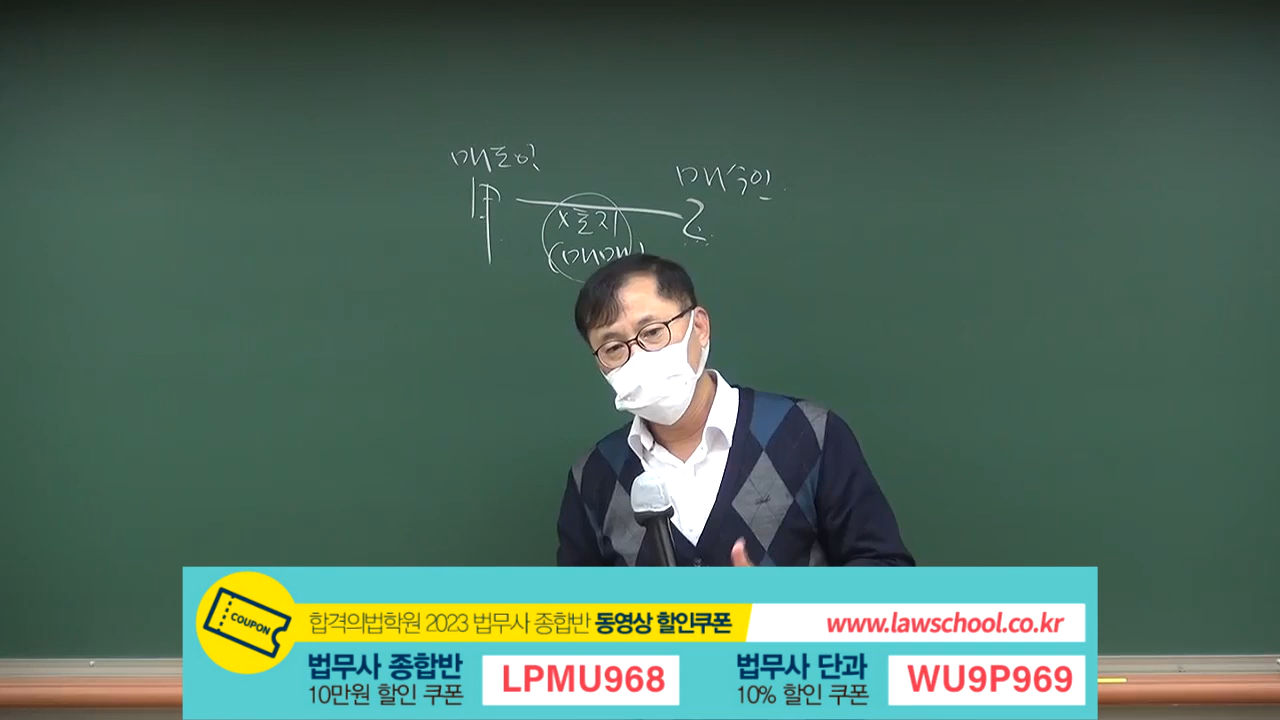 매도인
매수인
甲
乙
X토지
(매매)
COUPON
합격의법학원 2023 법무사 종합반 동영상 할인쿠폰
www.lawschool.co.kr
법무사 종합반
10만원 할인 쿠폰
LPMU968
법무사 단과
10% 할인 쿠폰
WU9P969